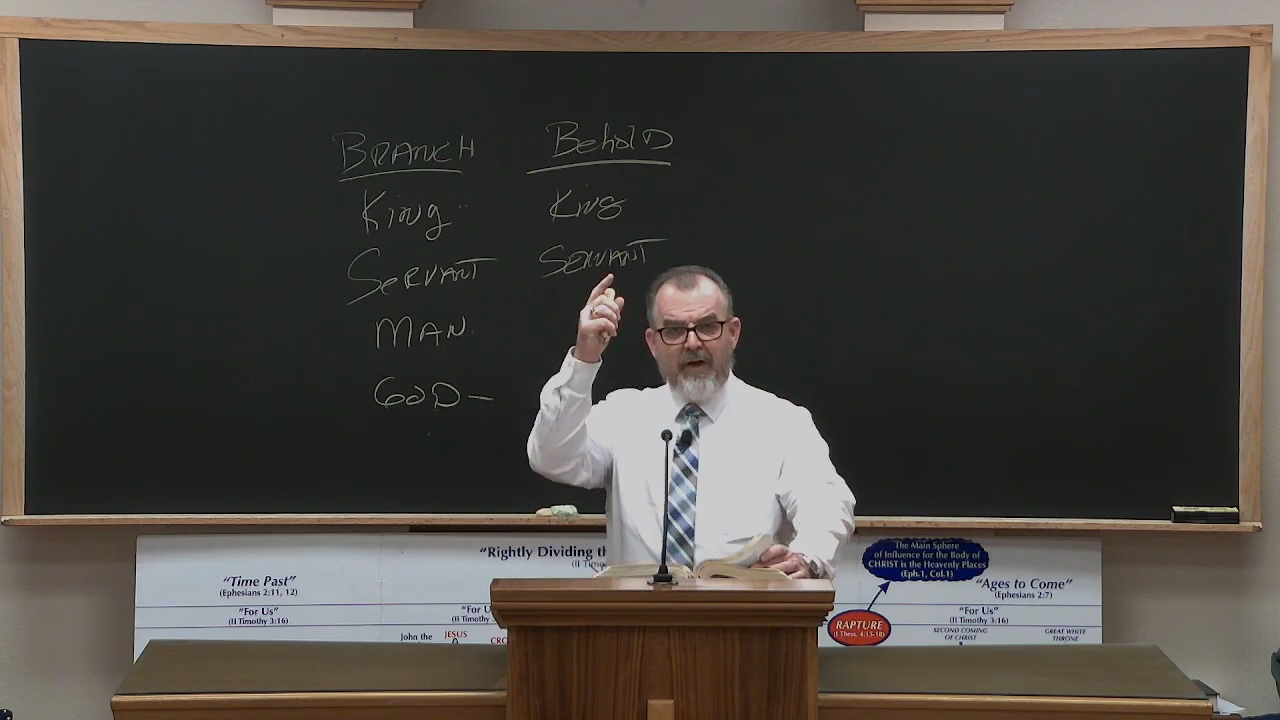 BRANCH
King
SERVANT
MAN
GOD –
BehoLD
King
SERVANT
"Rightly Dividing th
"Time Past"
(Ephesians 2:11, 12)
"For Us"
(II Timothy 3:16)
John the
JESUS
"For U
(II Timothy
The Main Sphere
of Influence for the Body of
CHRIST is the Heavenly Places
(Eph.1, Col.1)
RAPTURE
(I Thess. 4:13-18)
"Ages to Come"
(Ephesians 2:7)
"For Us"
(II Timothy 3:16)
SECOND COMING
OF CHRIST
GREAT WHITE
THRONE